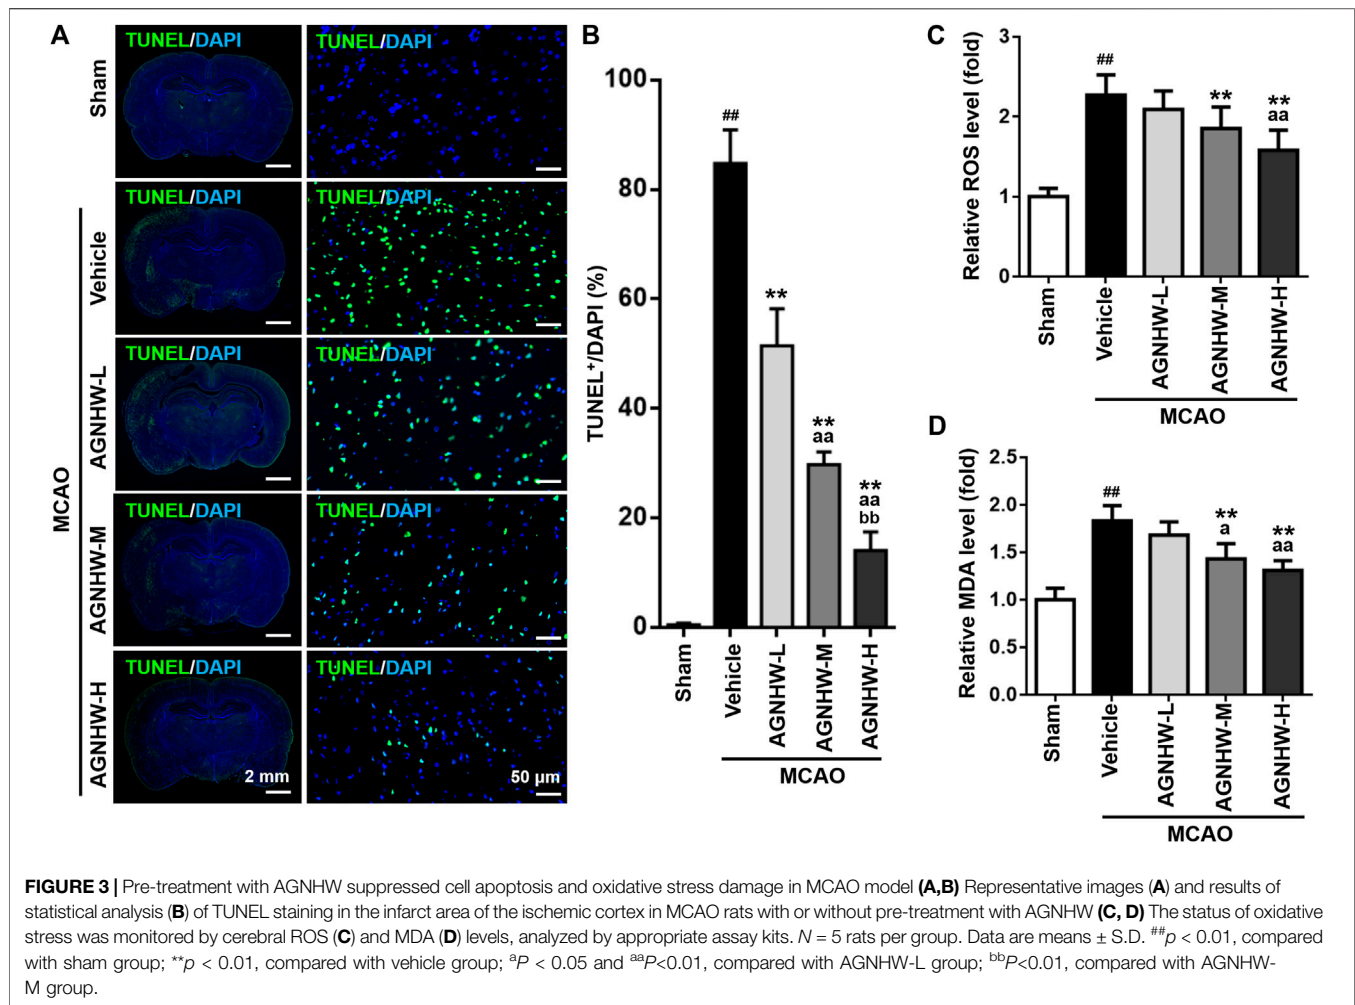 A
B
C
D
TUNEL/DAPI
TUNEL/DAPI
Sham
TUNEL/DAPI
TUNEL/DAPI
Vehicle
TUNEL/DAPI
TUNEL/DAPI
AGNHW-L
TUNEL/DAPI
TUNEL/DAPI
AGNHW-M
TUNEL/DAPI
TUNEL/DAPI
AGNHW-H
MCAO
2 mm
50 µm
TUNEL⁺/DAPI (%)
100
80
60
40
20
0
##
**
**
aa
**
aa
bb
Sham
Vehicle
AGNHW-L
AGNHW-M
AGNHW-H
MCAO
Relative ROS level (fold)
3
2
1
0
##
**
**
aa
Sham
Vehicle
AGNHW-L
AGNHW-M
AGNHW-H
MCAO
Relative MDA level (fold)
2.5
2.0
1.5
1.0
0.5
0.0
##
**
a
**
aa
Sham
Vehicle
AGNHW-L
AGNHW-M
AGNHW-H
MCAO
FIGURE 3 | Pre-treatment with AGNHW suppressed cell apoptosis and oxidative stress damage in MCAO model (A,B) Representative images (A) and results of
statistical analysis (B) of TUNEL staining in the infarct area of the ischemic cortex in MCAO rats with or without pre-treatment with AGNHW (C, D) The status of oxidative
stress was monitored by cerebral ROS (C) and MDA (D) levels, analyzed by appropriate assay kits. N = 5 rats per group. Data are means ± S.D. ##p < 0.01, compared
with sham group; **p < 0.01, compared with vehicle group; aP < 0.05 and aaP<0.01, compared with AGNHW-L group; bbP<0.01, compared with AGNHW-
M group.